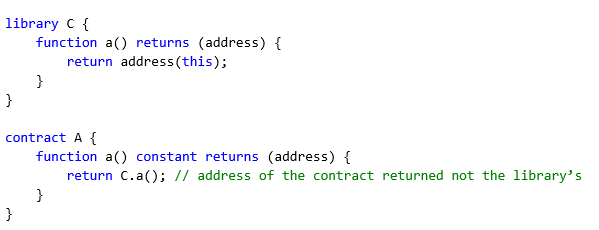 library C {
    function a() returns (address) {
        return address(this);
    }
}

contract A {
    function a() constant returns (address) {
        return C.a(); // address of the contract returned not the library’s
    }
}